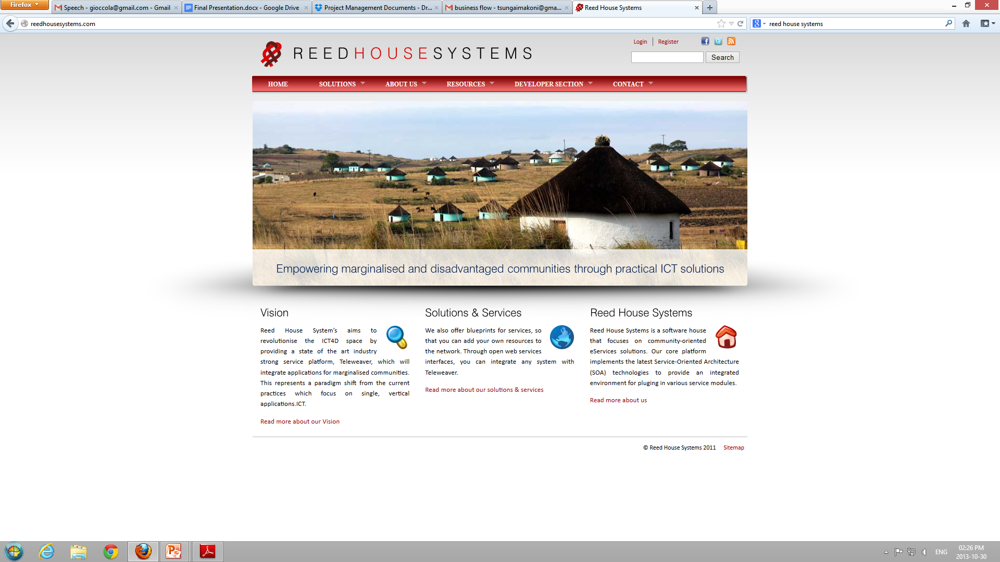 Firefox
Speech - gioccola@gmail.com - Gmail
Final Presentation.docx - Google Drive
Project Management Documents - Dr...
business flow - tsungaimakoni@gma...
Reed House Systems
reedhousesystems.com
reed house systems
Login | Register
REEDHOUSESYSTEMS
Search
HOME
SOLUTIONS
ABOUT US
RESOURCES
DEVELOPER SECTION
CONTACT
Empowering marginalised and disadvantaged communities through practical ICT solutions
Vision
Reed House System's aims to
revolutionise the ICT4D space by
providing a state of the art industry
strong service platform, Teleweaver, which will
integrate applications for marginalised communities.
This represents a paradigm shift from the current
practices which focus on single, vertical
applications.ICT.
Read more about our Vision
Solutions & Services
We also offer blueprints for services, so
that you can add your own resources to
the network. Through open web services
interfaces, you can integrate any system with
Teleweaver.
Read more about our solutions & services
Reed House Systems
Reed House Systems is a software house
that focuses on community-oriented
eServices solutions. Our core platform
implements the latest Service-Oriented Architecture
(SOA) technologies to provide an integrated
environment for pluging in various service modules.
Read more about us
© Reed House Systems 2011 Sitemap
ENG
02:26 PM
2013-10-30